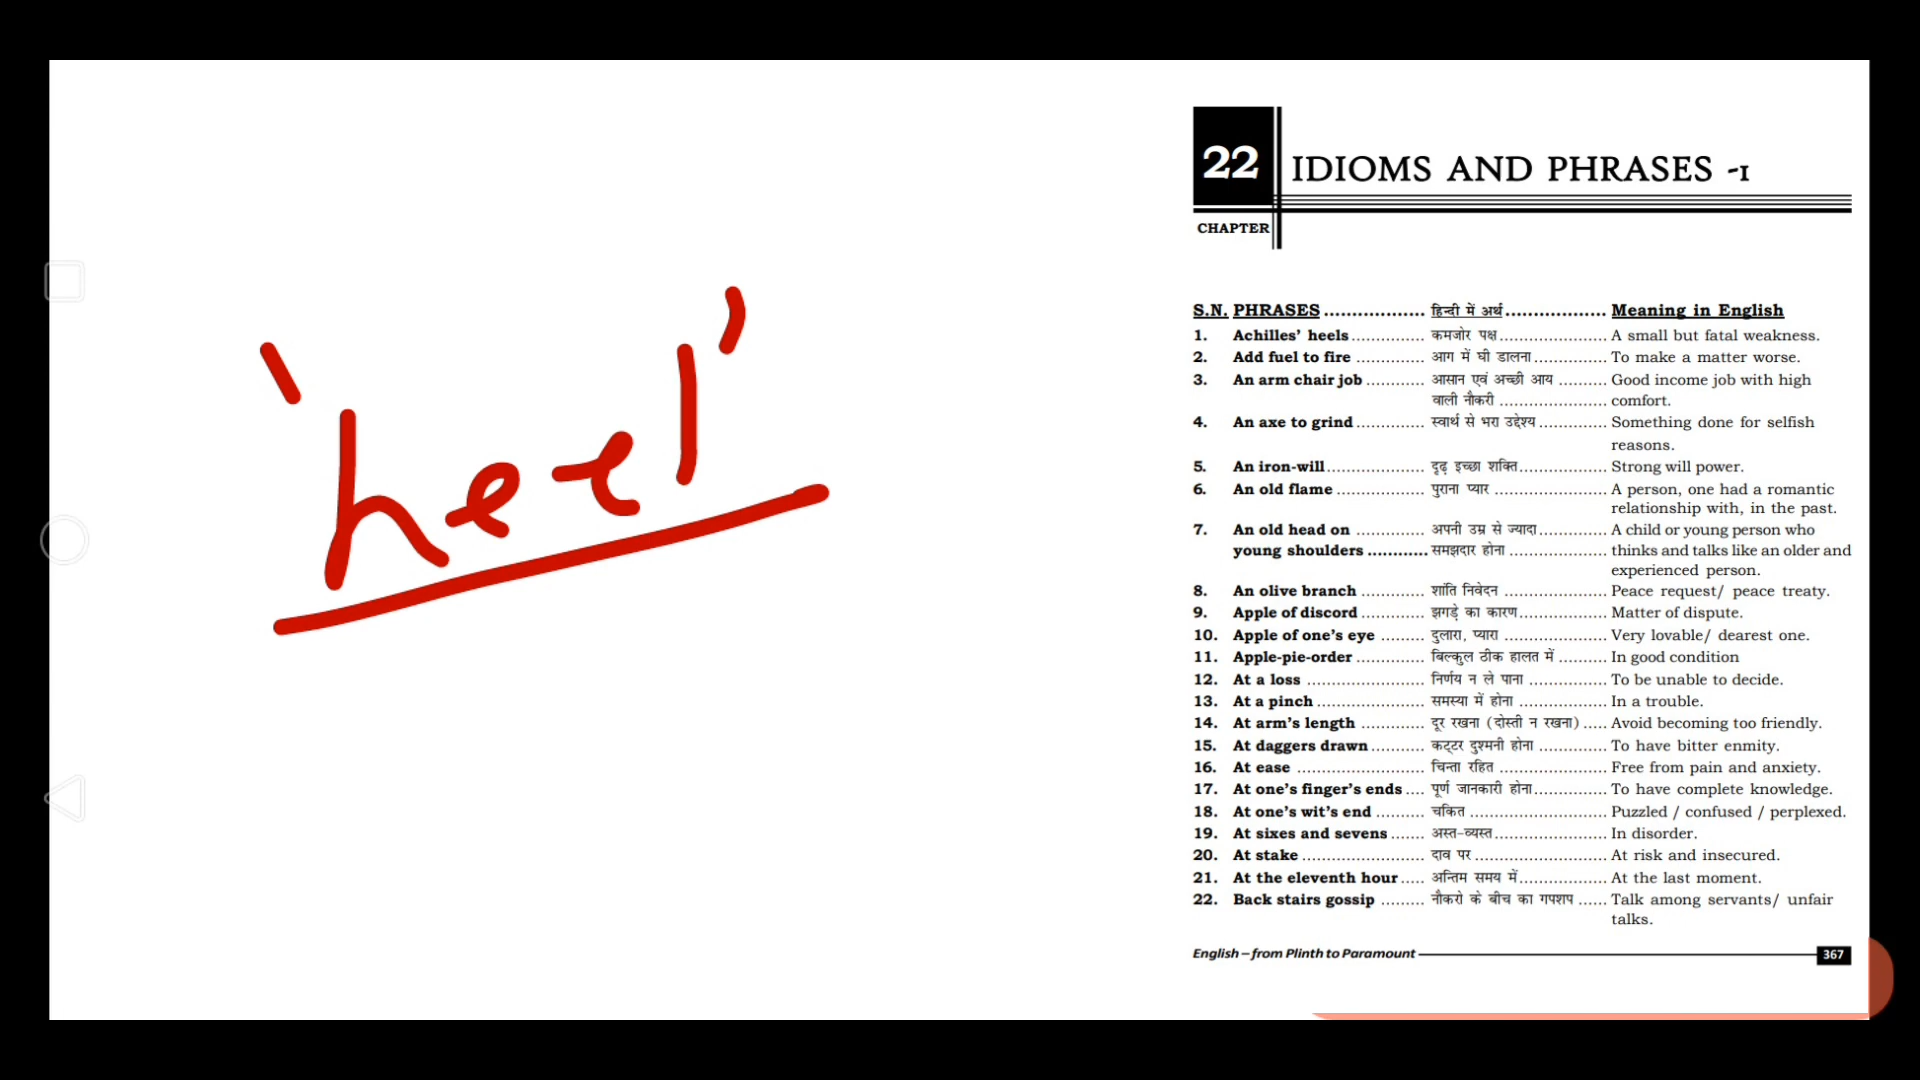 'heel'
22 IDIOMS AND PHRASES -I
CHAPTER
S.N. PHRASES .................. हिन्दी में अर्थ .................. Meaning in English
1. Achilles' heels .............. कमजोर पक्ष ...................... A small but fatal weakness.
2. Add fuel to fire ............. आग में घी डालना .............. To make a matter worse.
3. An arm chair job ............ आसान एवं अच्छी आय .......... Good income job with high
वाली नौकरी ...................... comfort.
4. An axe to grind .............. स्वार्थ से भरा उद्देश्य .............. Something done for selfish
reasons.
5. An iron-will .................... दृढ़ इच्छा शक्ति .................. Strong will power.
6. An old flame .................. पुराना प्यार ....................... A person, one had a romantic
relationship with, in the past.
7. An old head on .............. अपनी उम्र से ज्यादा .............. A child or young person who
young shoulders ............ समझदार होना .................... thinks and talks like an older and
experienced person.
8. An olive branch ............. शांति निवेदन ..................... Peace request/ peace treaty.
9. Apple of discord ............. झगड़े का कारण .................. Matter of dispute.
10. Apple of one's eye ......... दुलारा, प्यारा ...................... Very lovable/ dearest one.
11. Apple-pie-order .............. बिल्कुल ठीक हालत में .......... In good condition
12. At a loss ........................ निर्णय न ले पाना ................ To be unable to decide.
13. At a pinch ...................... समस्या में होना .................. In a trouble.
14. At arm's length ............. दूर रखना (दोस्ती न रखना) ..... Avoid becoming too friendly.
15. At daggers drawn ........... कट्टर दुश्मनी होना ............... To have bitter enmity.
16. At ease .......................... चिन्ता रहित ...................... Free from pain and anxiety.
17. At one's finger's ends .... पूर्ण जानकारी होना ............... To have complete knowledge.
18. At one's wit's end .......... चकित ............................ Puzzled / confused / perplexed.
19. At sixes and sevens ....... अस्त-व्यस्त ....................... In disorder.
20. At stake ......................... दाव पर ........................... At risk and insecured.
21. At the eleventh hour ..... अन्तिम समय में .................. At the last moment.
22. Back stairs gossip ......... नौकरो के बीच का गपशप ...... Talk among servants/ unfair
talks.
English – from Plinth to Paramount 367